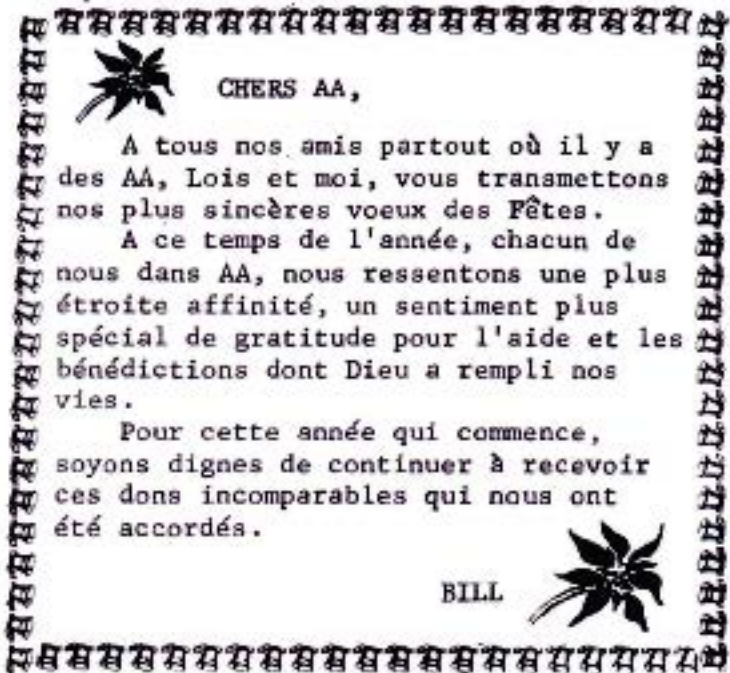 CHERS AA,
A tous nos amis partout où il y a
des AA, Lois et moi, vous transmettons
nos plus sincères voeux des Fêtes.
A ce temps de l'année, chacun de
nous dans AA, nous ressentons une plus
étroite affinité, un sentiment plus
spécial de gratitude pour l'aide et les
bénédictions dont Dieu a rempli nos
vies.
Pour cette année qui commence,
soyons dignes de continuer à recevoir
ces dons incomparables qui nous ont
été accordés.
BILL